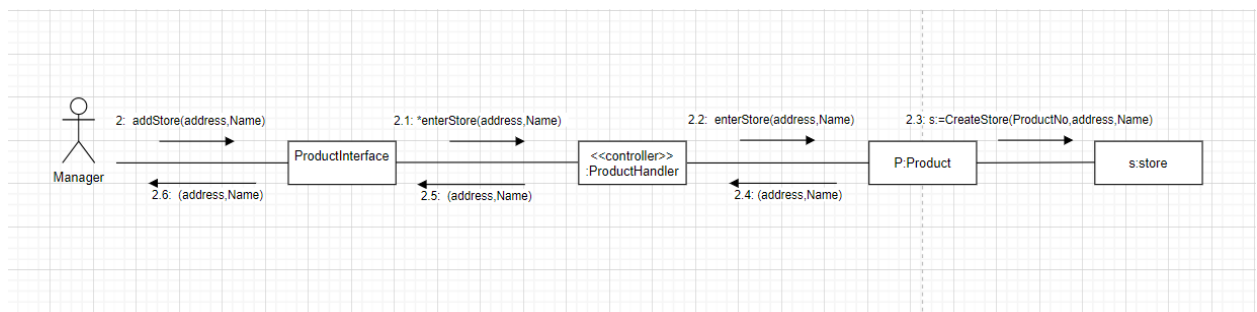 2: addStore(address,Name)
2.1: *enterStore(address,Name)
2.2: enterStore(address,Name)
2.3: s:=CreateStore(ProductNo,address,Name)
Manager
ProductInterface
<<controller>>
:ProductHandler
P:Product
s:store
2.6: (address,Name)
2.5: (address,Name)
2.4: (address,Name)